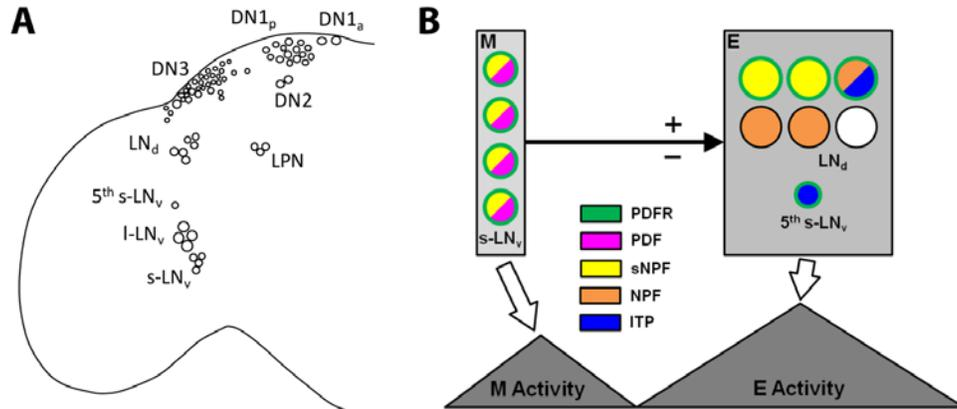 A
DN1p
DN1a
DN3
DN2
LNd
LPN
5th s-LNv
l-LNv
s-LNv
B
M
E
+
−
LNd
5th s-LNv
s-LNv
PDFR
PDF
sNPF
NPF
ITP
M Activity
E Activity